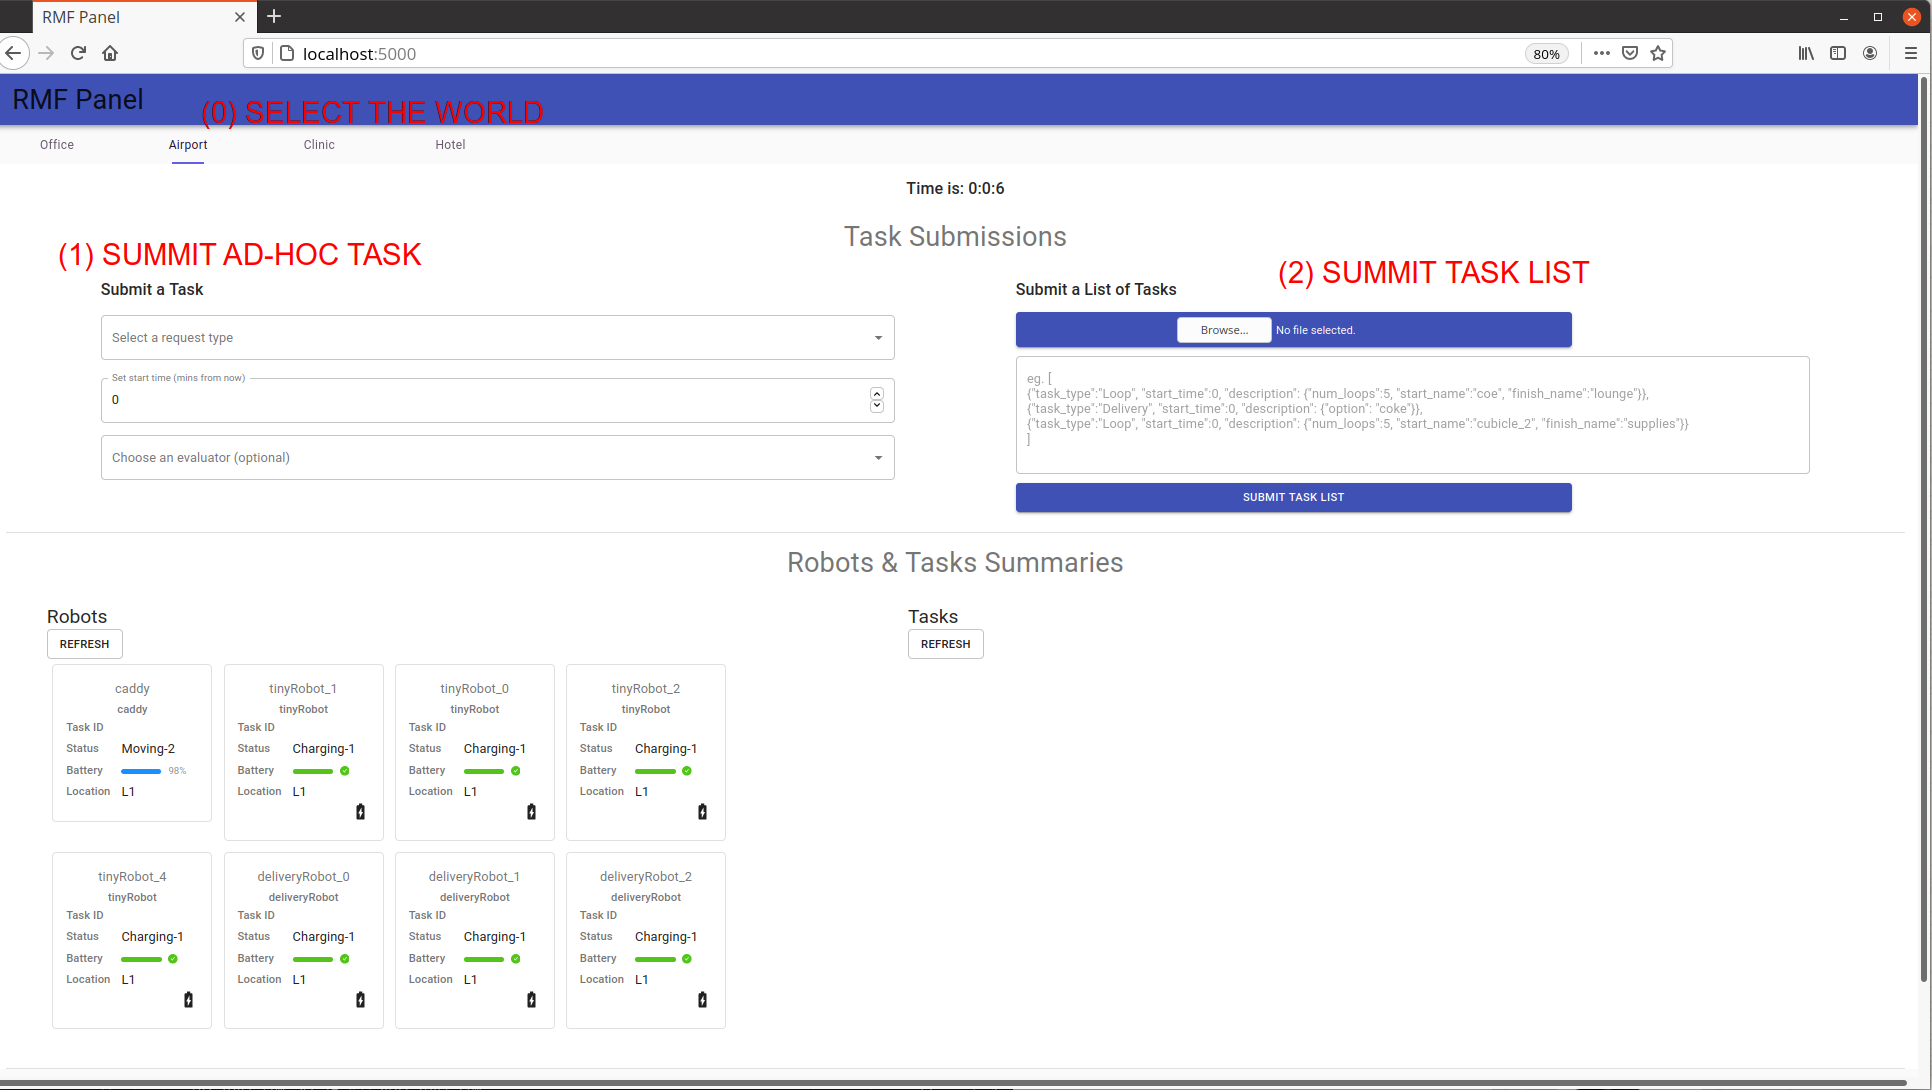 RMF Panel
localhost:5000
80%
RMF Panel
(0) SELECT THE WORLD
Office Airport Clinic Hotel
Time is: 0:0:6
Task Submissions
(1) SUMMIT AD-HOC TASK
(2) SUMMIT TASK LIST
Submit a Task
Select a request type
Set start time (mins from now)
0
Choose an evaluator (optional)
Submit a List of Tasks
Browse... No file selected.
eg. [
{"task_type":"Loop", "start_time":0, "description": {"num_loops":5, "start_name":"coe", "finish_name":"lounge"}},
{"task_type":"Delivery", "start_time":0, "description": {"option": "coke"}},
{"task_type":"Loop", "start_time":0, "description": {"num_loops":5, "start_name":"cubicle_2", "finish_name":"supplies"}}
]
SUBMIT TASK LIST
Robots & Tasks Summaries
Robots
REFRESH
caddy
caddy
Task ID
Status Moving-2
Battery 98%
Location L1
tinyRobot_1
tinyRobot
Task ID
Status Charging-1
Battery
Location L1
tinyRobot_0
tinyRobot
Task ID
Status Charging-1
Battery
Location L1
tinyRobot_2
tinyRobot
Task ID
Status Charging-1
Battery
Location L1
tinyRobot_4
tinyRobot
Task ID
Status Charging-1
Battery
Location L1
deliveryRobot_0
deliveryRobot
Task ID
Status Charging-1
Battery
Location L1
deliveryRobot_1
deliveryRobot
Task ID
Status Charging-1
Battery
Location L1
deliveryRobot_2
deliveryRobot
Task ID
Status Charging-1
Battery
Location L1
Tasks
REFRESH